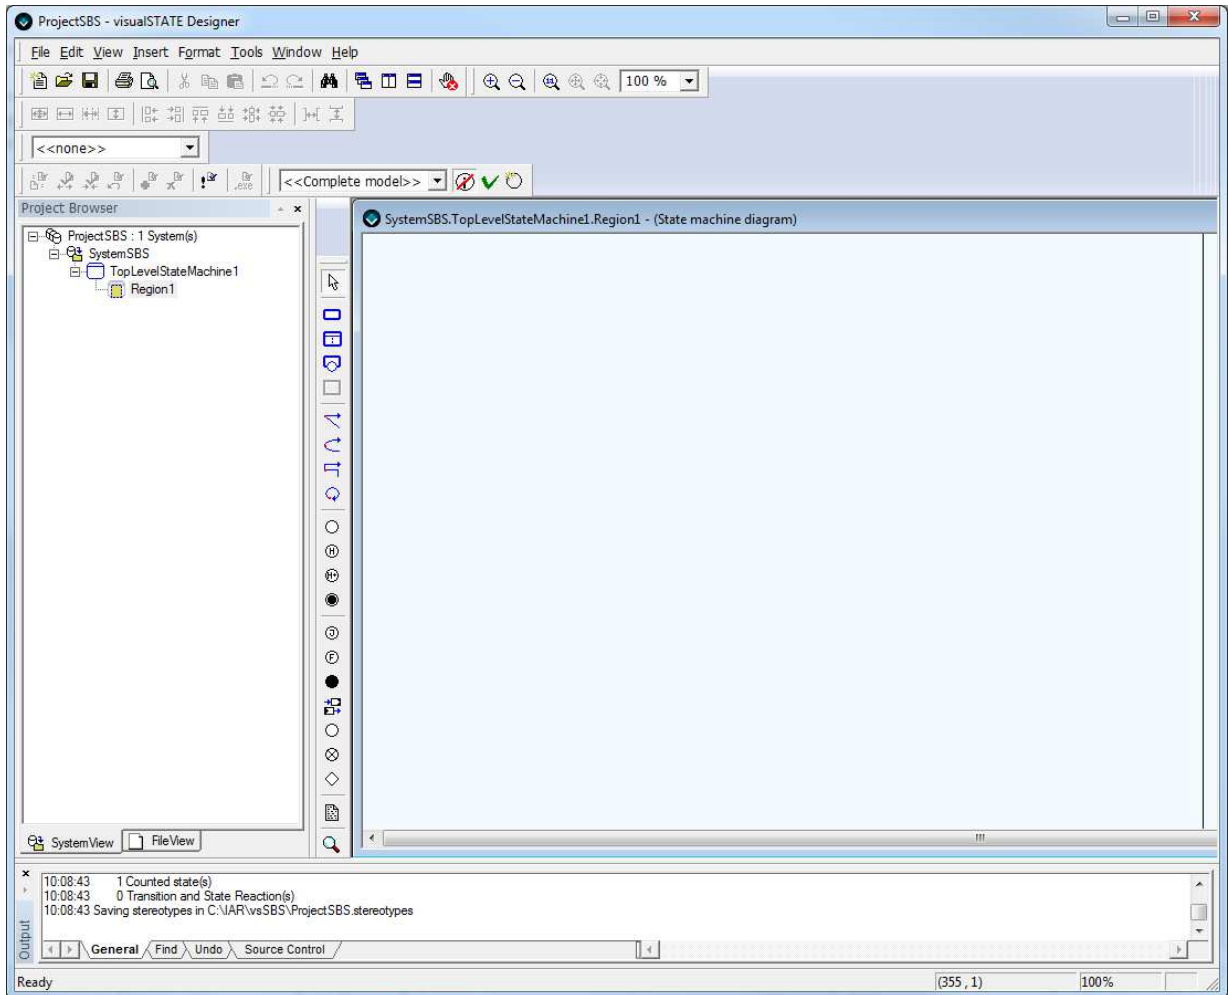 ProjectSBS - visualSTATE Designer
File Edit View Insert Format Tools Window Help
100 %
<<none>>
<<Complete model>>
Project Browser
SystemSBS.TopLevelStateMachine1.Region1 - (State machine diagram)
ProjectSBS : 1 System(s)
SystemSBS
TopLevelStateMachine1
Region1
SystemView FileView
10:08:43 1 Counted state(s)
10:08:43 0 Transition and State Reaction(s)
10:08:43 Saving stereotypes in C:\IAR\vsSBS\ProjectSBS.stereotypes
Output
General Find Undo Source Control
Ready (355 , 1) 100%